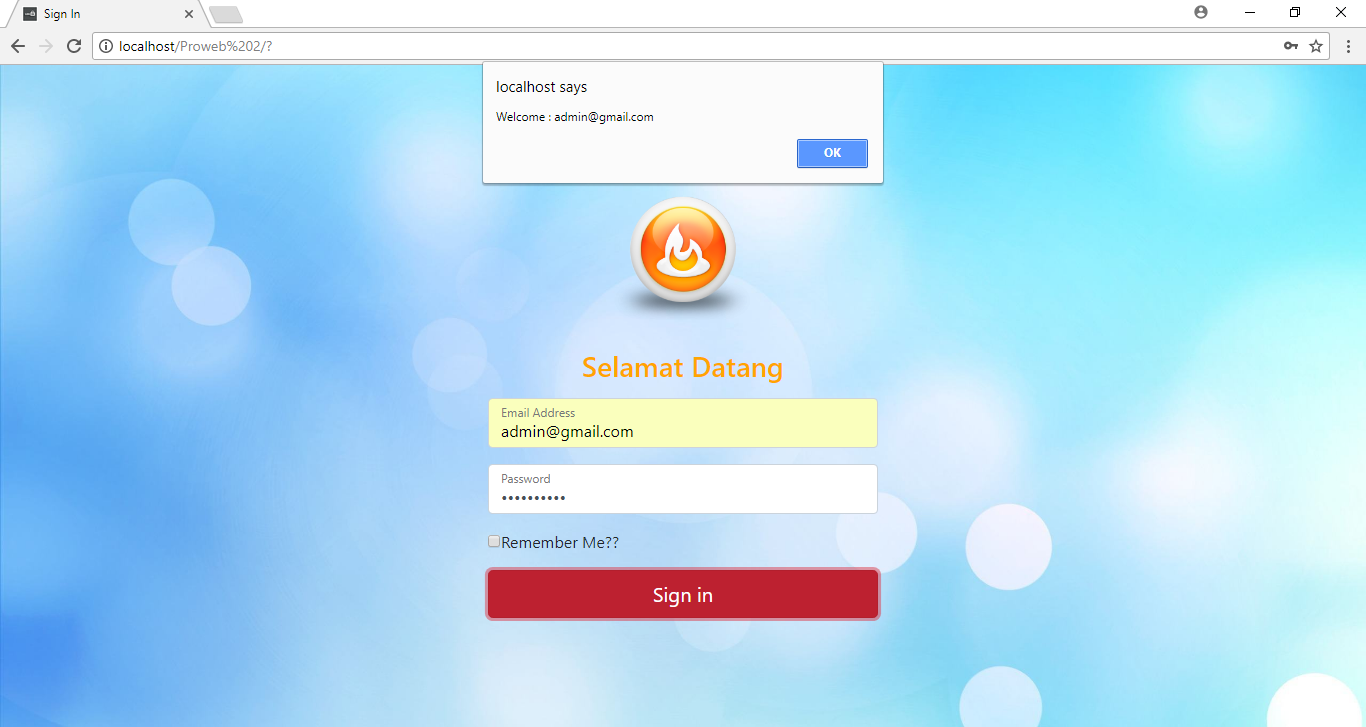 Sign In
localhost/Proweb%202/?
localhost says
Welcome : admin@gmail.com
OK
Selamat Datang
Email Address
admin@gmail.com
Password
••••••••••
Remember Me??
Sign in